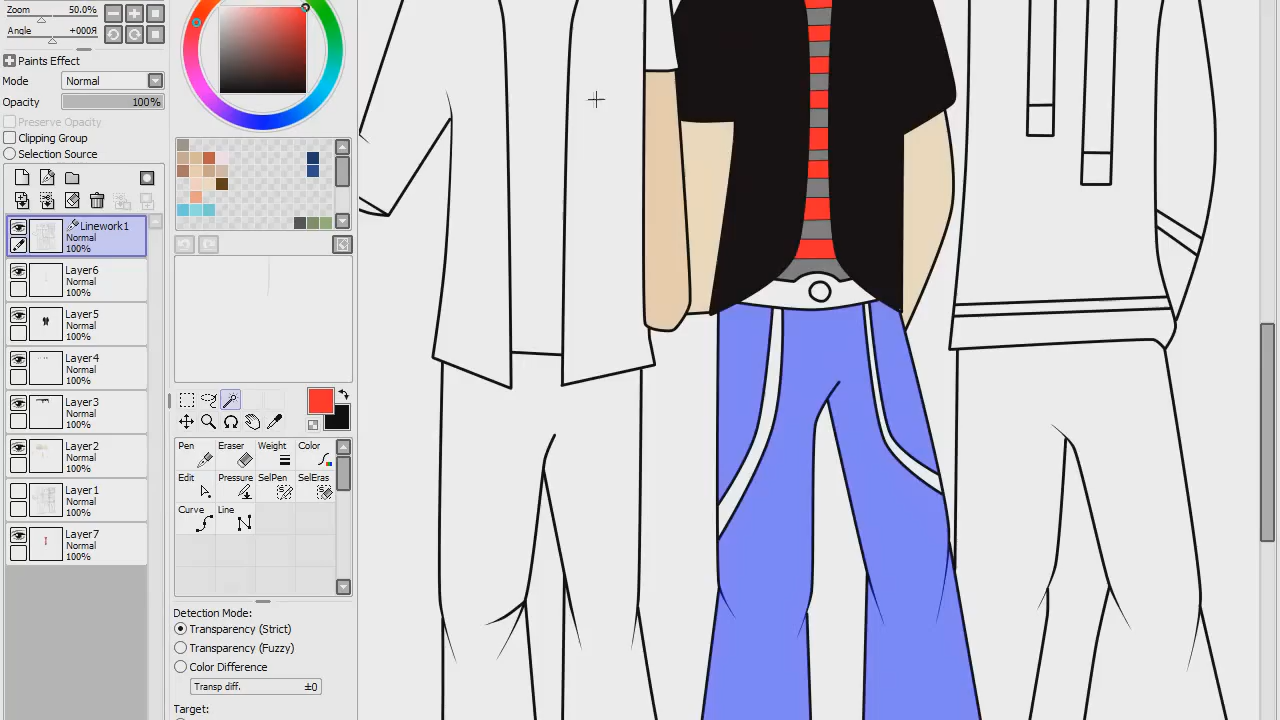 Zoom 50.0%
Angle +000Я
Paints Effect
Mode Normal
Opacity 100%
Preserve Opacity
Clipping Group
Selection Source
Linework1
Normal
100%
Layer6
Normal
100%
Layer5
Normal
100%
Layer4
Normal
100%
Layer3
Normal
100%
Layer2
Normal
100%
Layer1
Normal
100%
Layer7
Normal
100%
Pen Eraser Weight Color
Edit Pressure SelPen SelEras
Curve Line
Detection Mode:
Transparency (Strict)
Transparency (Fuzzy)
Color Difference
Transp diff. ±0
Target: